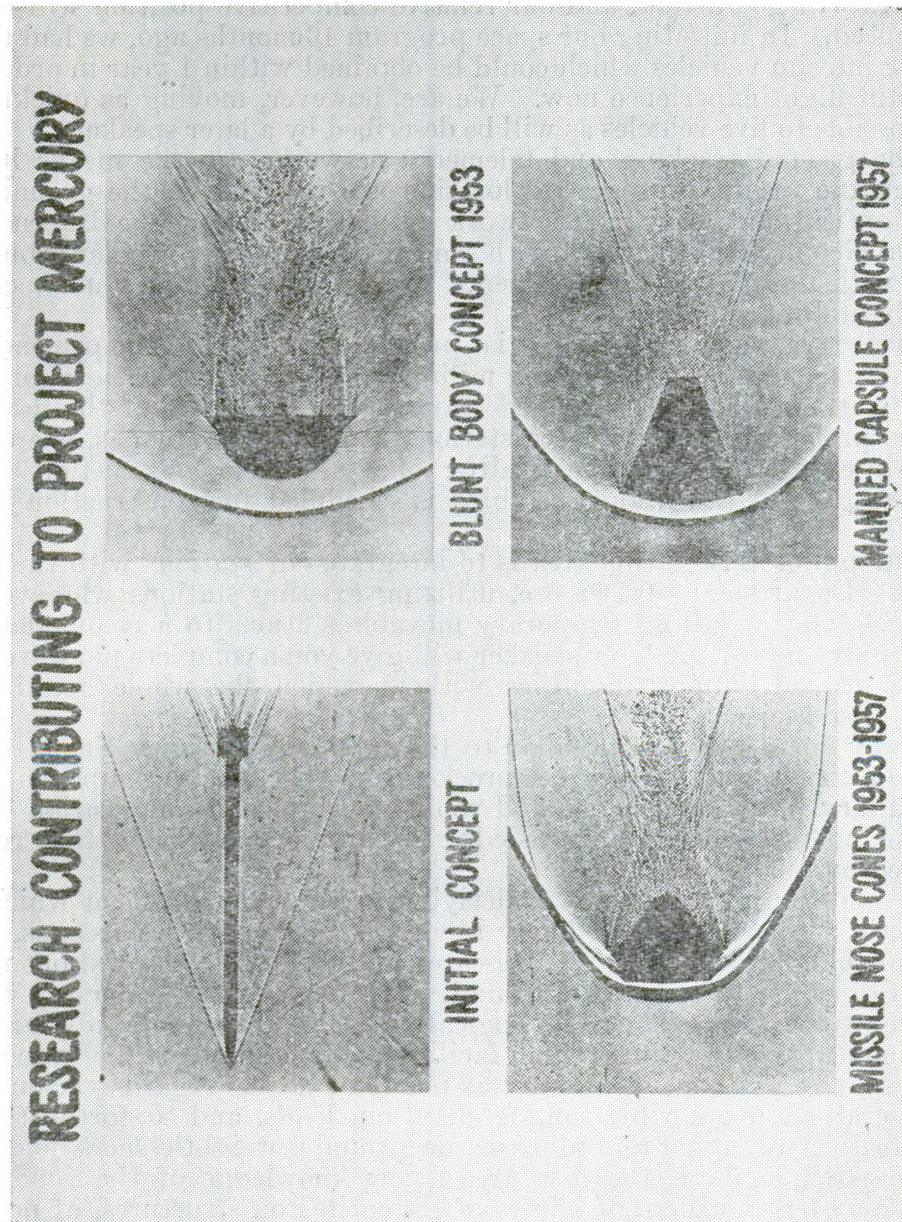 RESEARCH CONTRIBUTING TO PROJECT MERCURY
INITIAL CONCEPT
BLUNT BODY CONCEPT 1953
MISSILE NOSE CONES 1953-1957
MANNED CAPSULE CONCEPT 1957